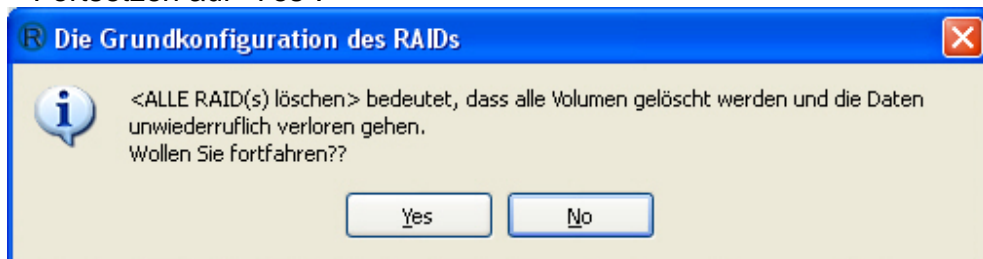 Die Grundkonfiguration des RAIDs
<ALLE RAID(s) löschen> bedeutet, dass alle Volumen gelöscht werden und die Daten
unwiederruflich verloren gehen.
Wollen Sie fortfahren??
Yes
No